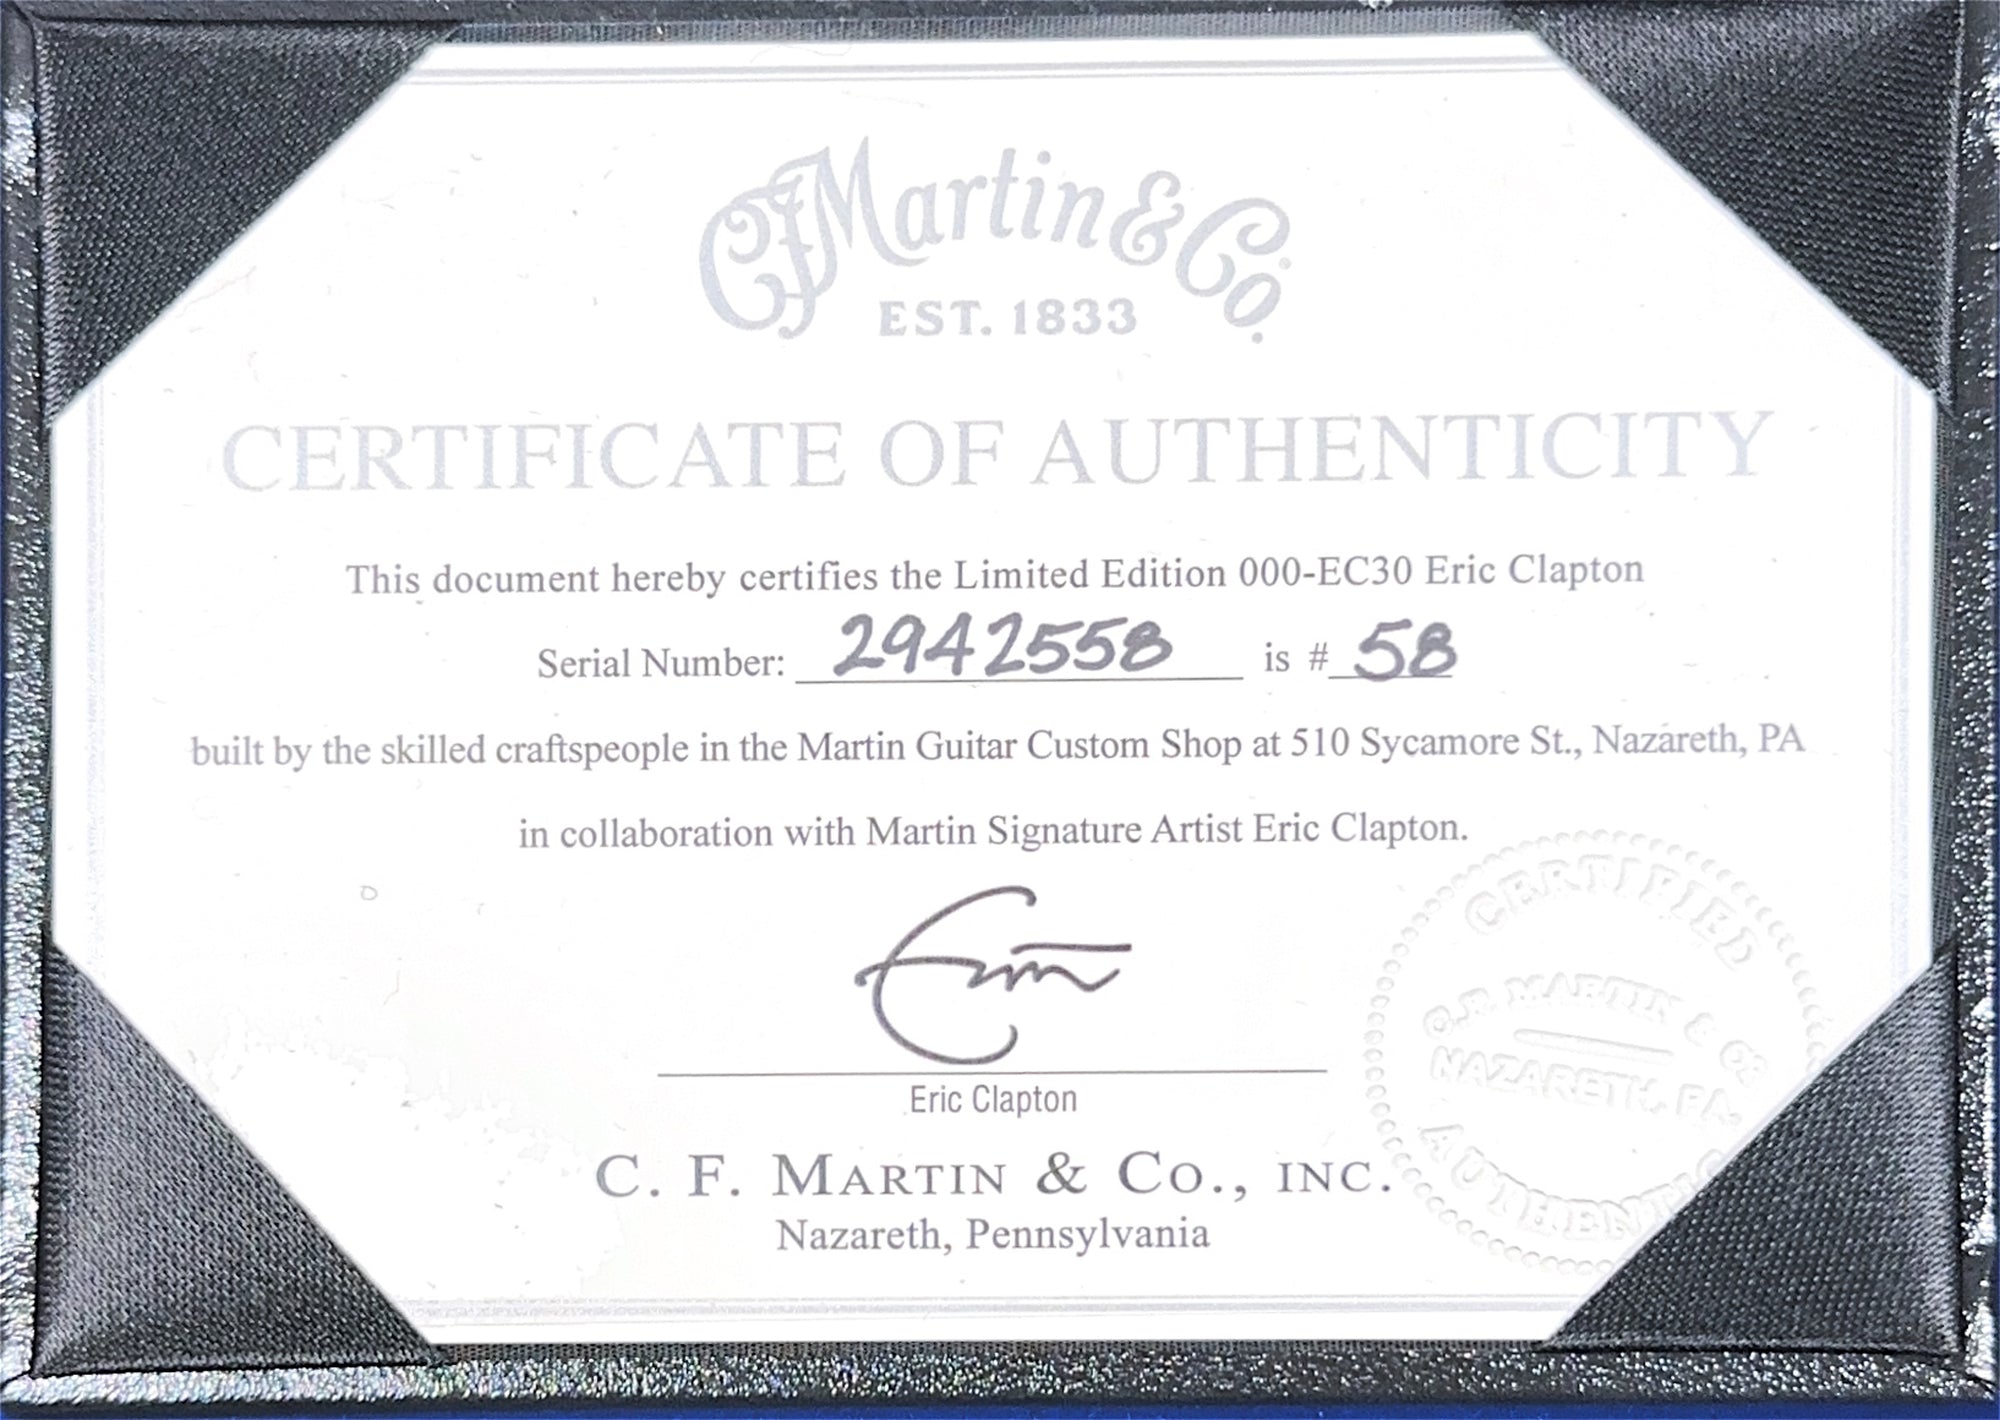 CFMartin & Co.
EST. 1833
CERTIFICATE OF AUTHENTICITY
This document hereby certifies the Limited Edition 000-EC30 Eric Clapton
Serial Number: 2942558 is # 58
built by the skilled craftspeople in the Martin Guitar Custom Shop at 510 Sycamore St., Nazareth, PA
in collaboration with Martin Signature Artist Eric Clapton.
Eric Clapton
C. F. MARTIN & CO., INC.
Nazareth, Pennsylvania
CERTIFIED
C.F. MARTIN & CO
NAZARETH, PA.